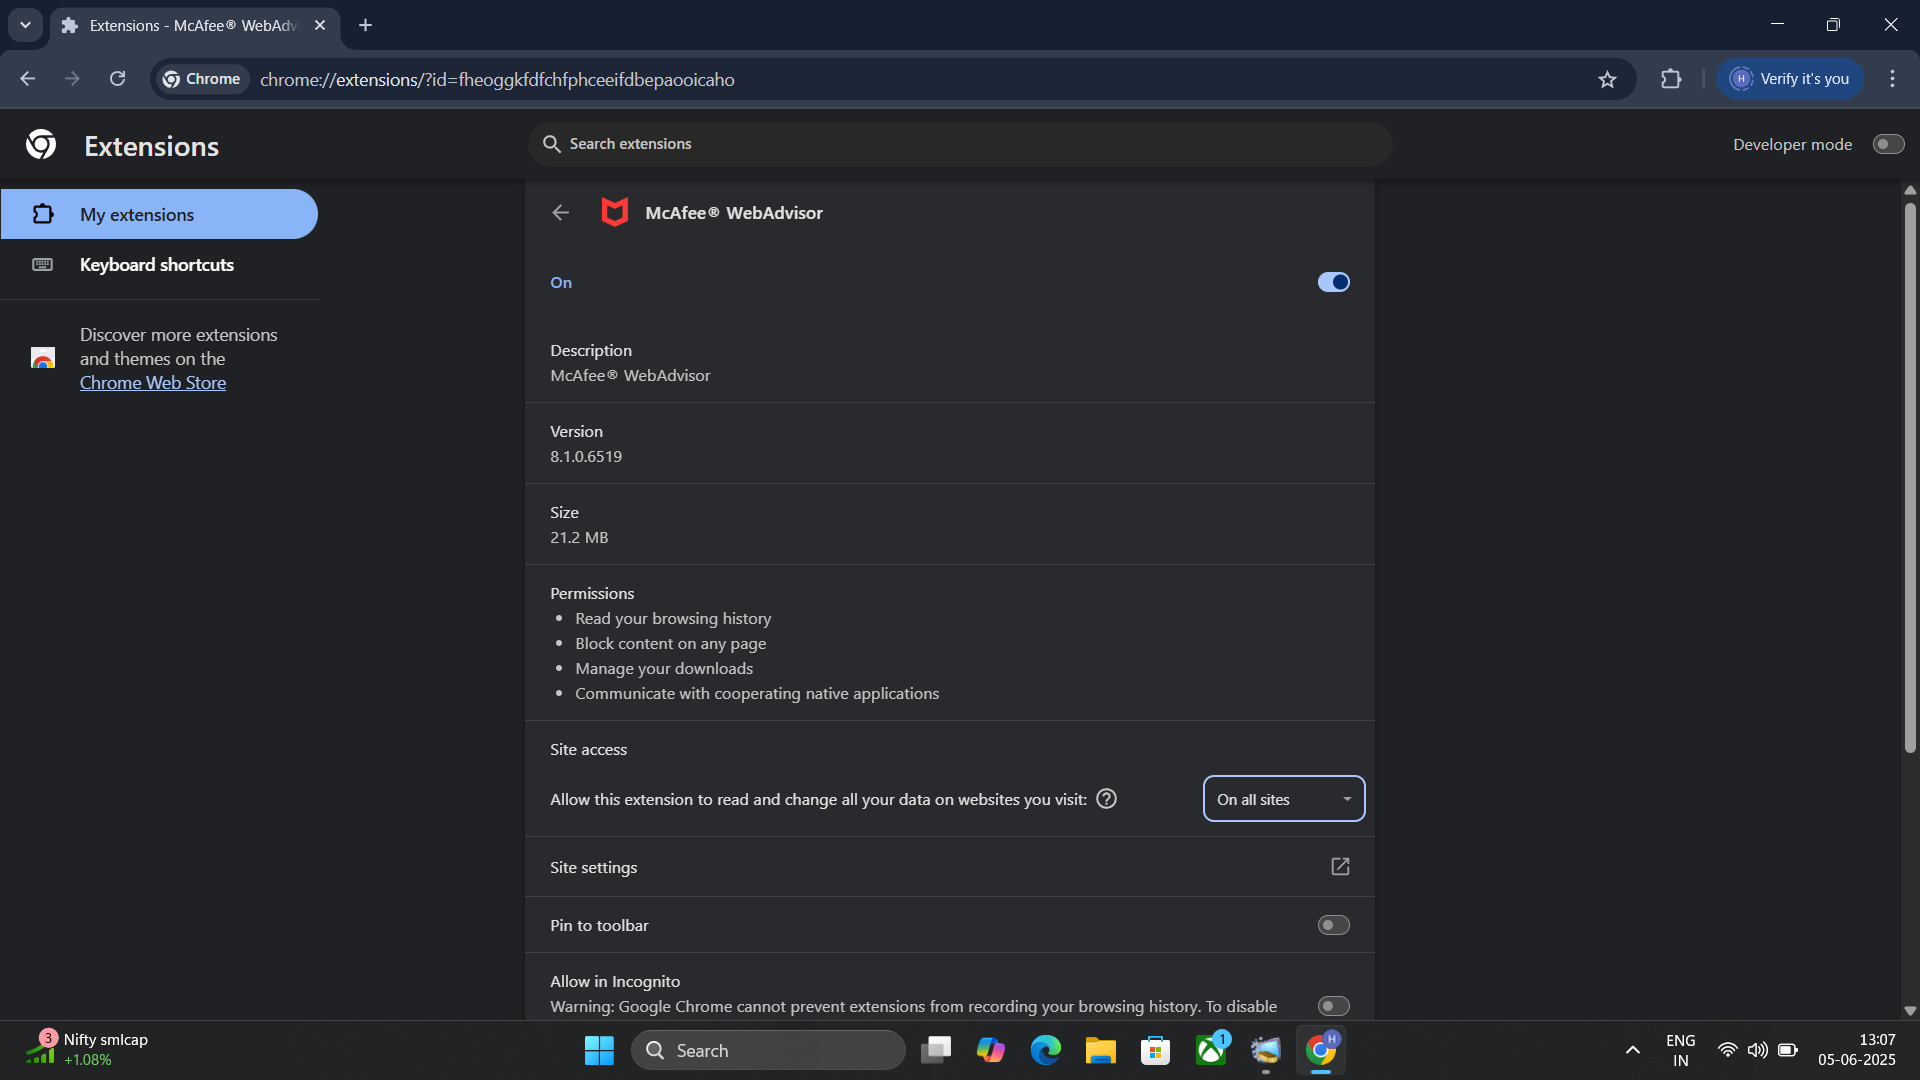 Extensions - McAfee® WebAdv
Chrome
chrome://extensions/?id=fheoggkfdfchfphceeifdbepaooicaho
H
Verify it's you
Extensions
Search extensions
Developer mode
My extensions
Keyboard shortcuts
Discover more extensions
and themes on the
Chrome Web Store
McAfee® WebAdvisor
On
Description
McAfee® WebAdvisor
Version
8.1.0.6519
Size
21.2 MB
Permissions
Read your browsing history
Block content on any page
Manage your downloads
Communicate with cooperating native applications
Site access
Allow this extension to read and change all your data on websites you visit:
On all sites
Site settings
Pin to toolbar
Allow in Incognito
Warning: Google Chrome cannot prevent extensions from recording your browsing history. To disable
3
Nifty smlcap
+1.08%
Search
1
H
ENG
IN
13:07
05-06-2025